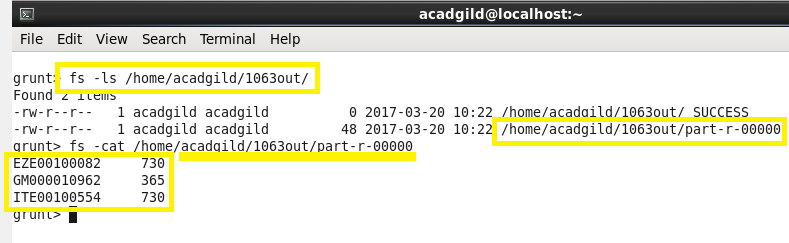 acadgild@localhost:~
File Edit View Search Terminal Help
grunt> fs -ls /home/acadgild/1063out/
Found 2 items
-rw-r--r--   1 acadgild acadgild          0 2017-03-20 10:22 /home/acadgild/1063out/_SUCCESS
-rw-r--r--   1 acadgild acadgild         48 2017-03-20 10:22 /home/acadgild/1063out/part-r-00000
grunt> fs -cat /home/acadgild/1063out/part-r-00000
EZE00100082     730
GM000010962     365
ITE00100554     730
grunt>